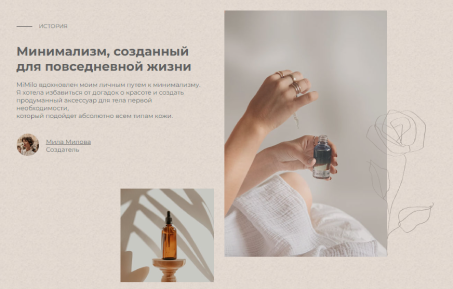 ИСТОРИЯ
Минимализм, созданный
для повседневной жизни
MiMilo вдохновлен моим личным путем к минимализму.
Я хотела избавиться от догадок о красоте и создать
продуманный аксессуар для тела первой
необходимости,
который подойдет абсолютно всем типам кожи.
Мила Милова
Создатель